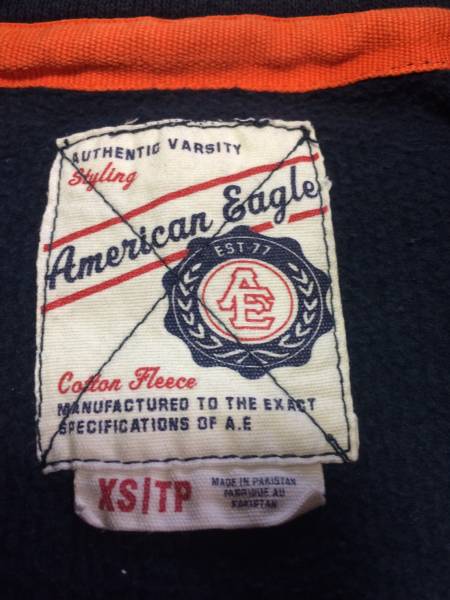 AUTHENTIC VARSITY
Styling
American Eagle
EST-77
AE
Cotton Fleece
MANUFACTURED TO THE EXACT
SPECIFICATIONS OF A.E
XS/TP
MADE IN PAKISTAN
FABRIQUE AU
PAKISTAN